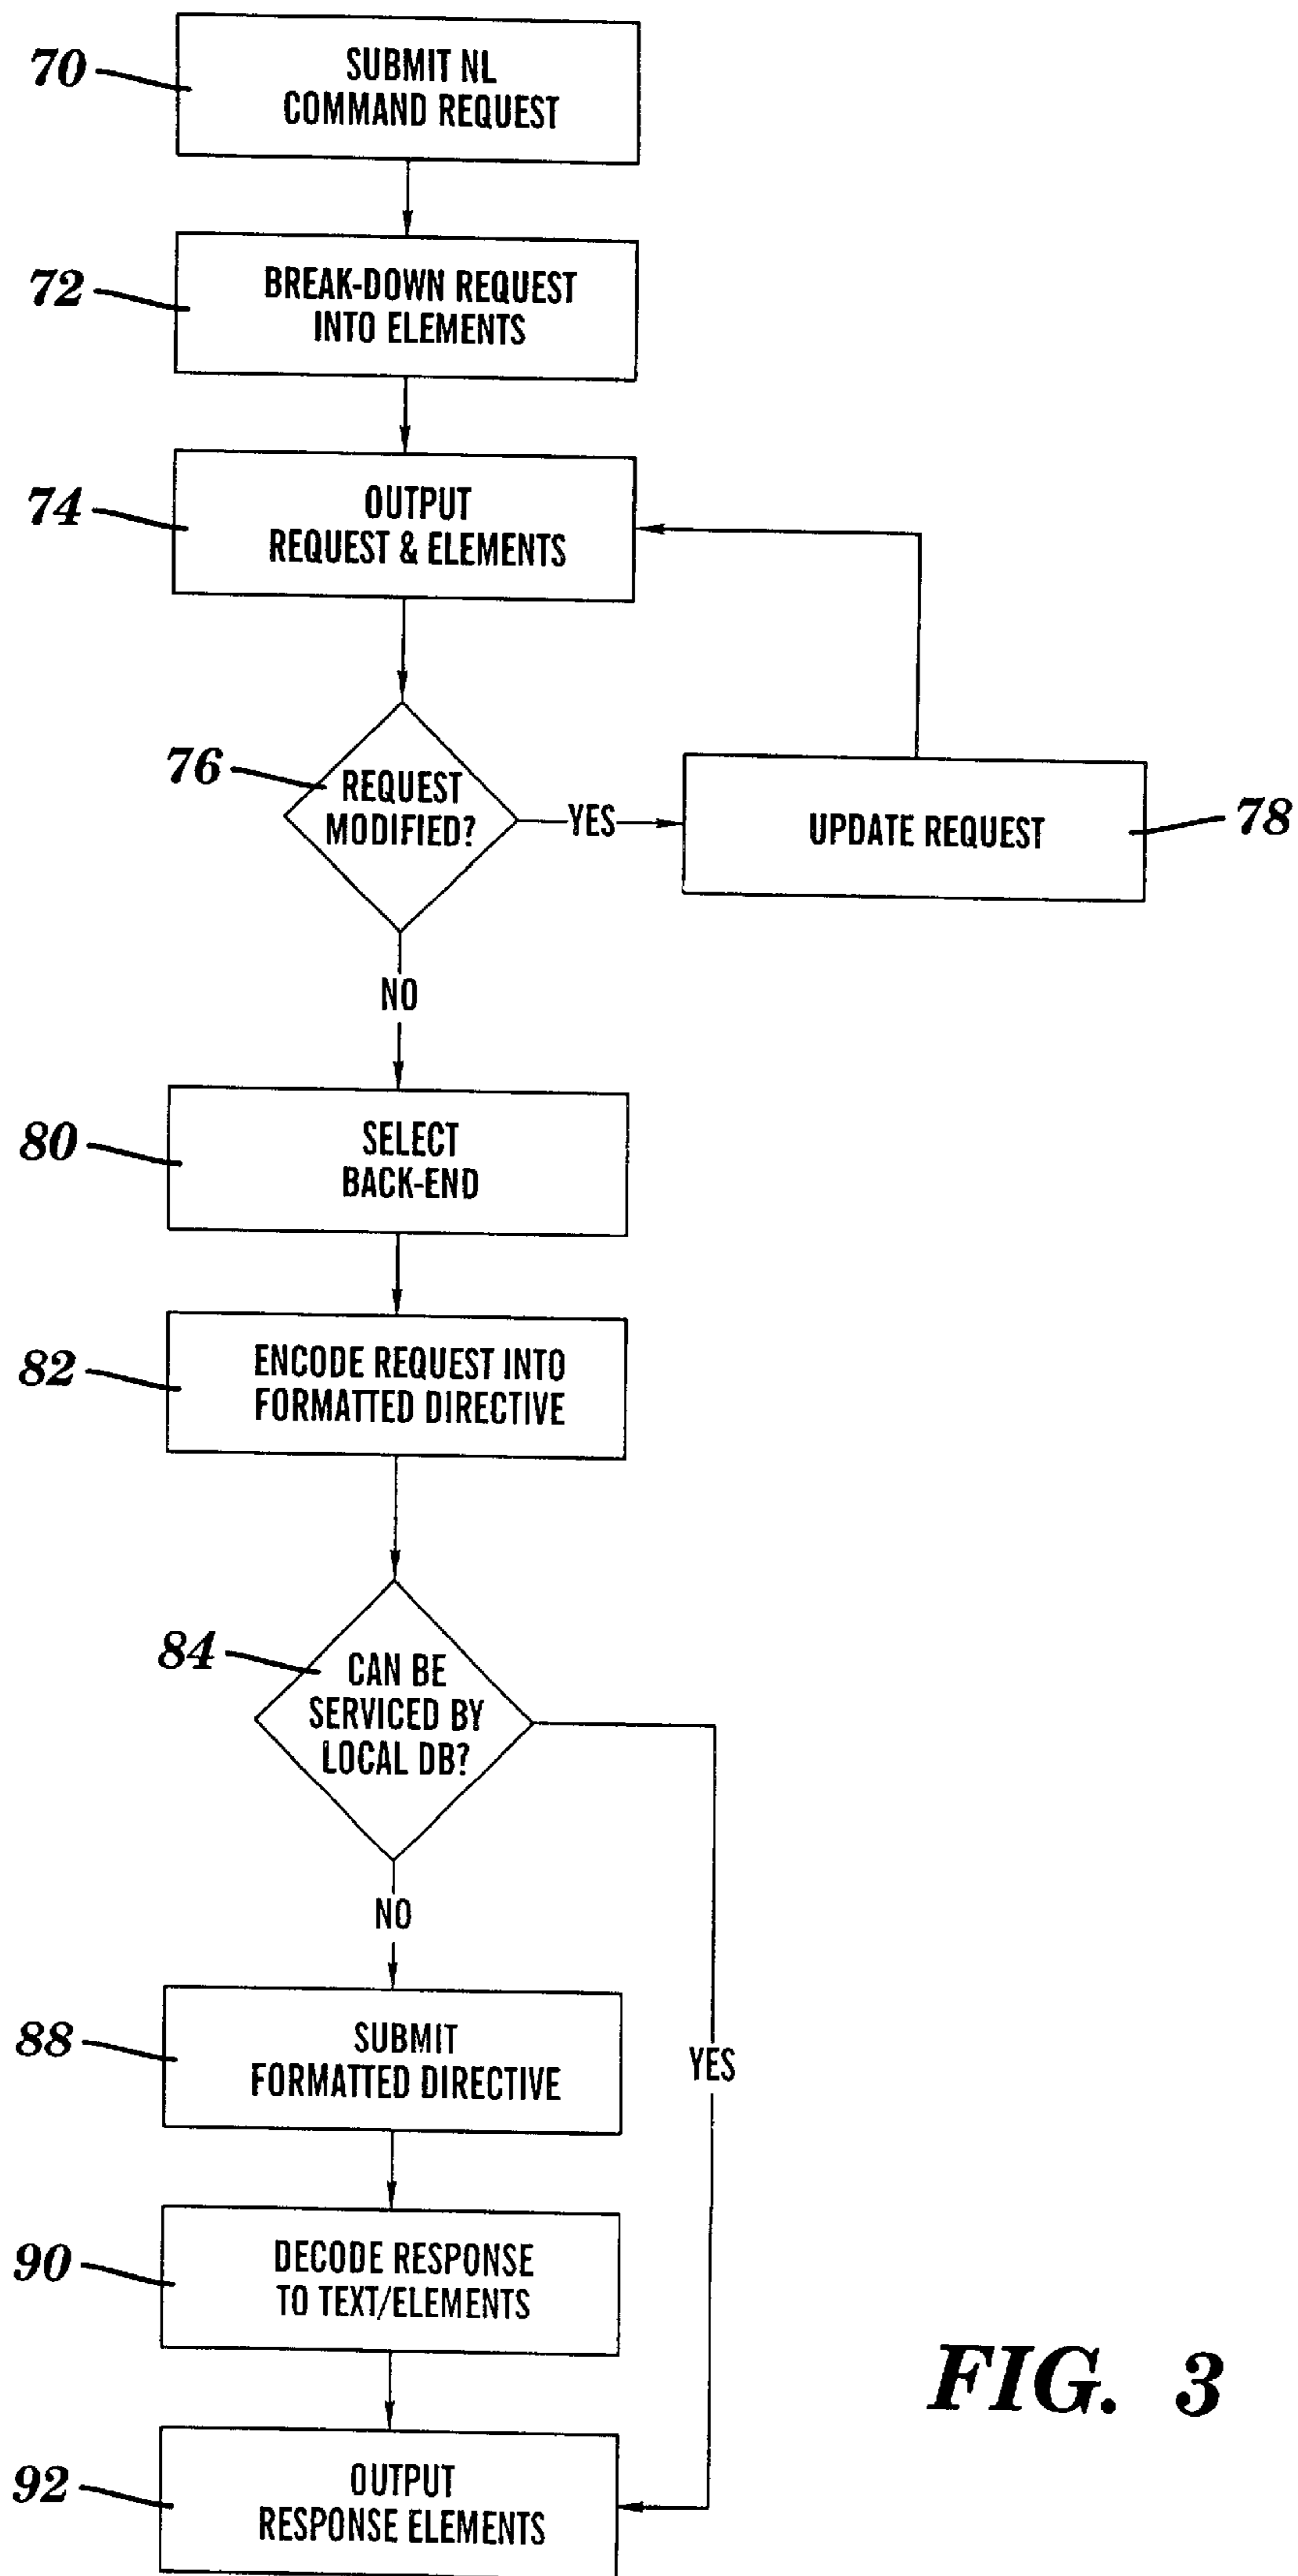 70
SUBMIT NL
COMMAND REQUEST
72
BREAK-DOWN REQUEST
INTO ELEMENTS
74
OUTPUT
REQUEST & ELEMENTS
76
REQUEST
MODIFIED?
YES
UPDATE REQUEST
78
NO
80
SELECT
BACK-END
82
ENCODE REQUEST INTO
FORMATTED DIRECTIVE
84
CAN BE
SERVICED BY
LOCAL DB?
NO
88
SUBMIT
FORMATTED DIRECTIVE
YES
90
DECODE RESPONSE
TO TEXT/ELEMENTS
92
OUTPUT
RESPONSE ELEMENTS
FIG. 3